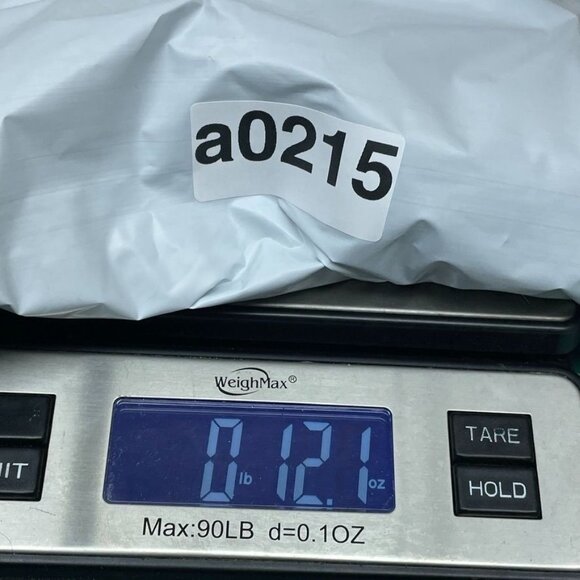 a0215
WeighMax®
0 lb 12.1 oz
TARE
HOLD
Max:90LB d=0.1OZ